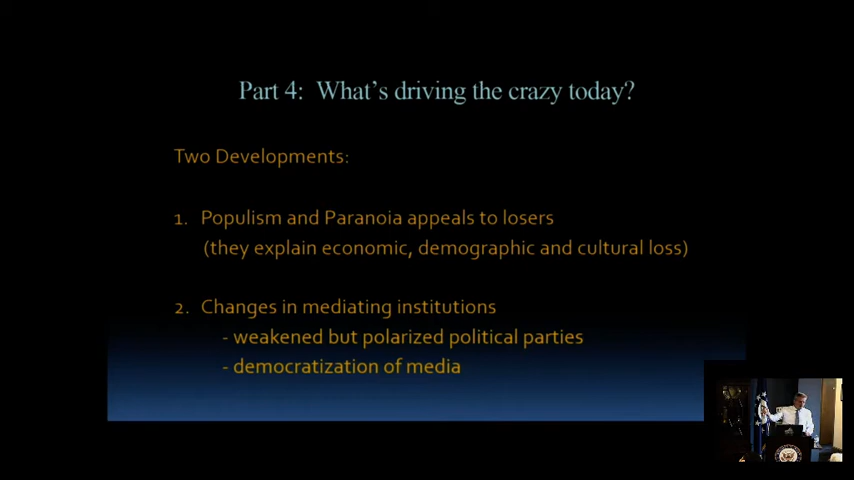 Part 4: What's driving the crazy today?
Two Developments:
1. Populism and Paranoia appeals to losers
(they explain economic, demographic and cultural loss)
2. Changes in mediating institutions
- weakened but polarized political parties
- democratization of media